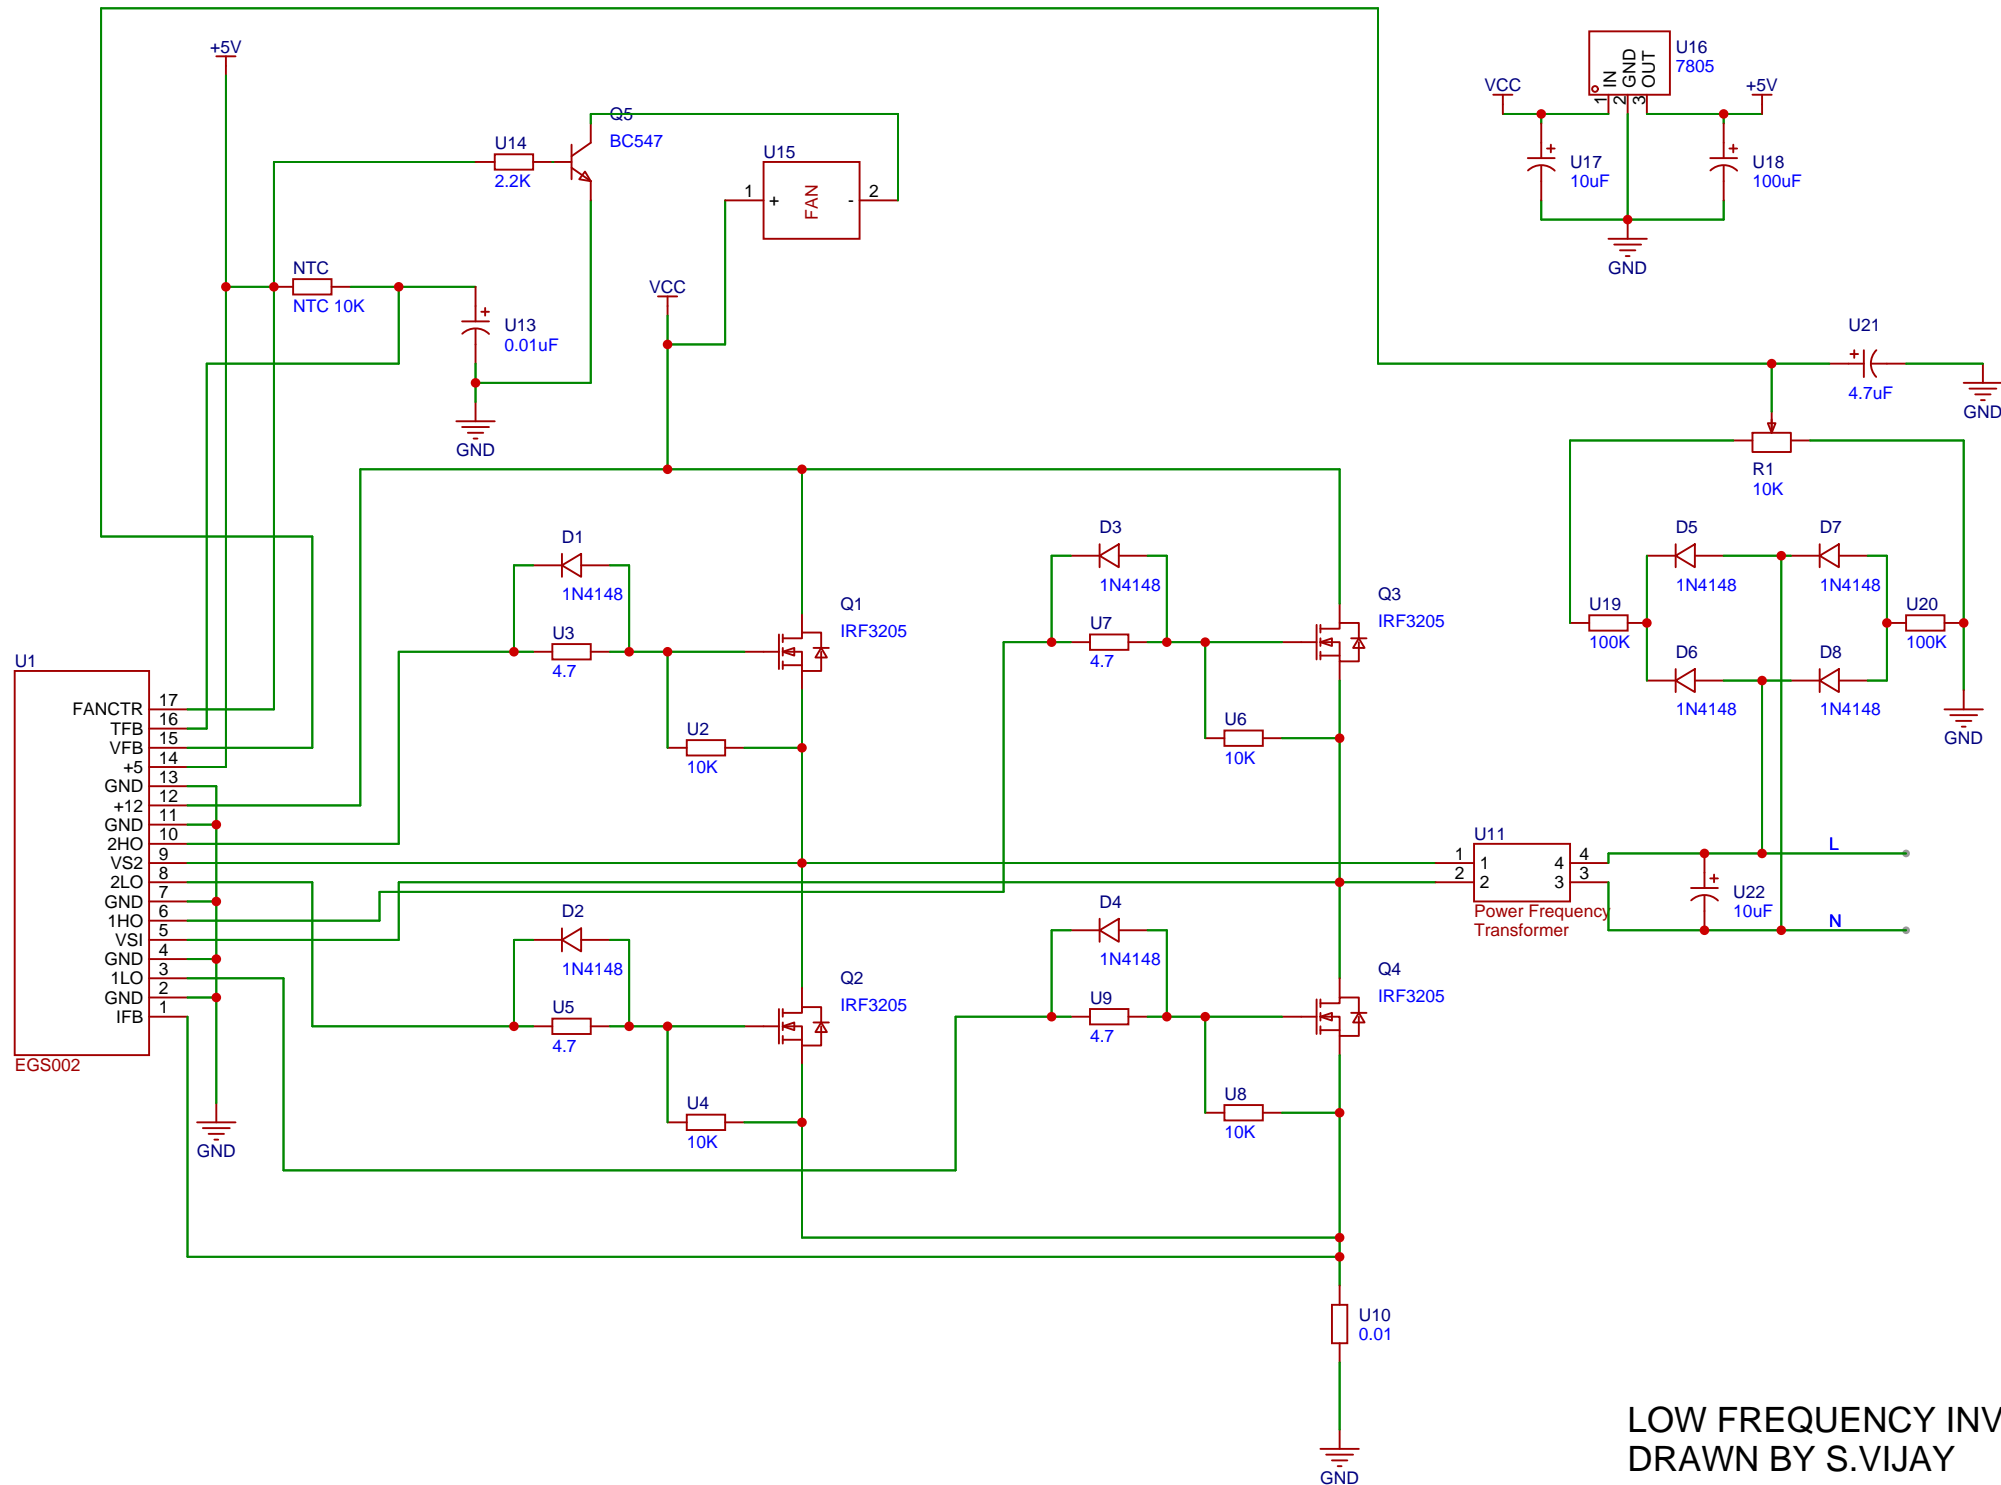 +5V
Q5
BC547
U14
2.2K
U15
1
+
FAN
-
2
U16
7805
IN
GND
OUT
1
2
3
VCC
+5V
+
U17
10uF
+
U18
100uF
GND
NTC
NTC 10K
+
U13
0.01uF
GND
VCC
U21
+
4.7uF
GND
R1
10K
D1
1N4148
U3
4.7
Q1
IRF3205
U2
10K
D3
1N4148
U7
4.7
Q3
IRF3205
U6
10K
D5
1N4148
D7
1N4148
U19
100K
U20
100K
D6
1N4148
D8
1N4148
GND
U1
FANCTR 17
TFB 16
VFB 15
+5 14
GND 13
+12 12
GND 11
2HO 10
VS2 9
2LO 8
GND 7
1HO 6
VSI 5
GND 4
1LO 3
GND 2
IFB 1
EGS002
GND
D2
1N4148
U5
4.7
Q2
IRF3205
U4
10K
D4
1N4148
U9
4.7
Q4
IRF3205
U8
10K
U11
1 1 4 4
2 2 3 3
Power Frequency
Transformer
L
+
U22
10uF
N
U10
0.01
GND
LOW FREQUENCY INV
DRAWN BY S.VIJAY